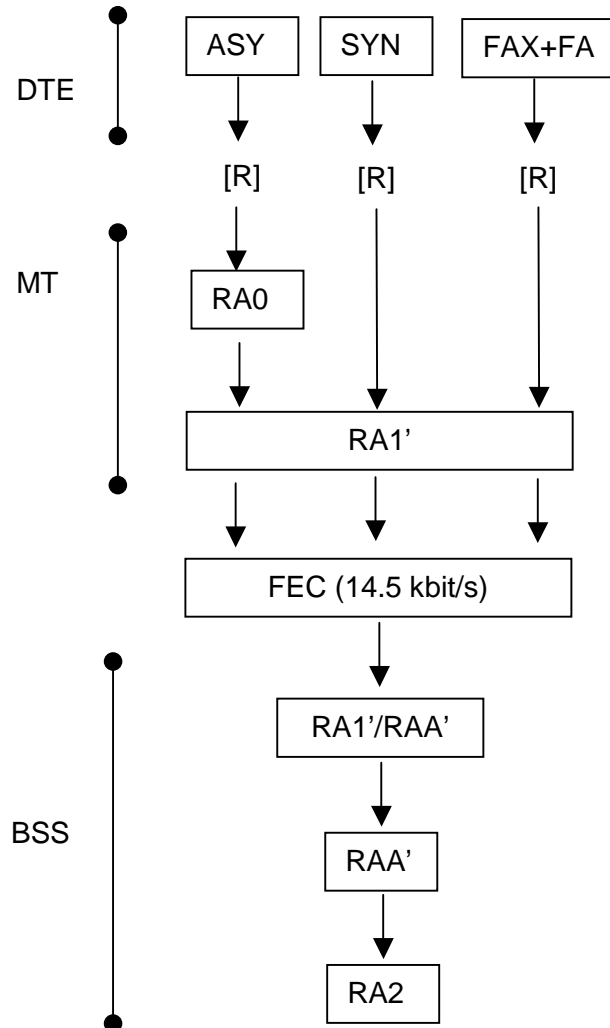 ASY SYN FAX+FA
DTE
[R] [R] [R]
MT
RA0
RA1’
FEC (14.5 kbit/s)
RA1’/RAA’
BSS
RAA’
RA2